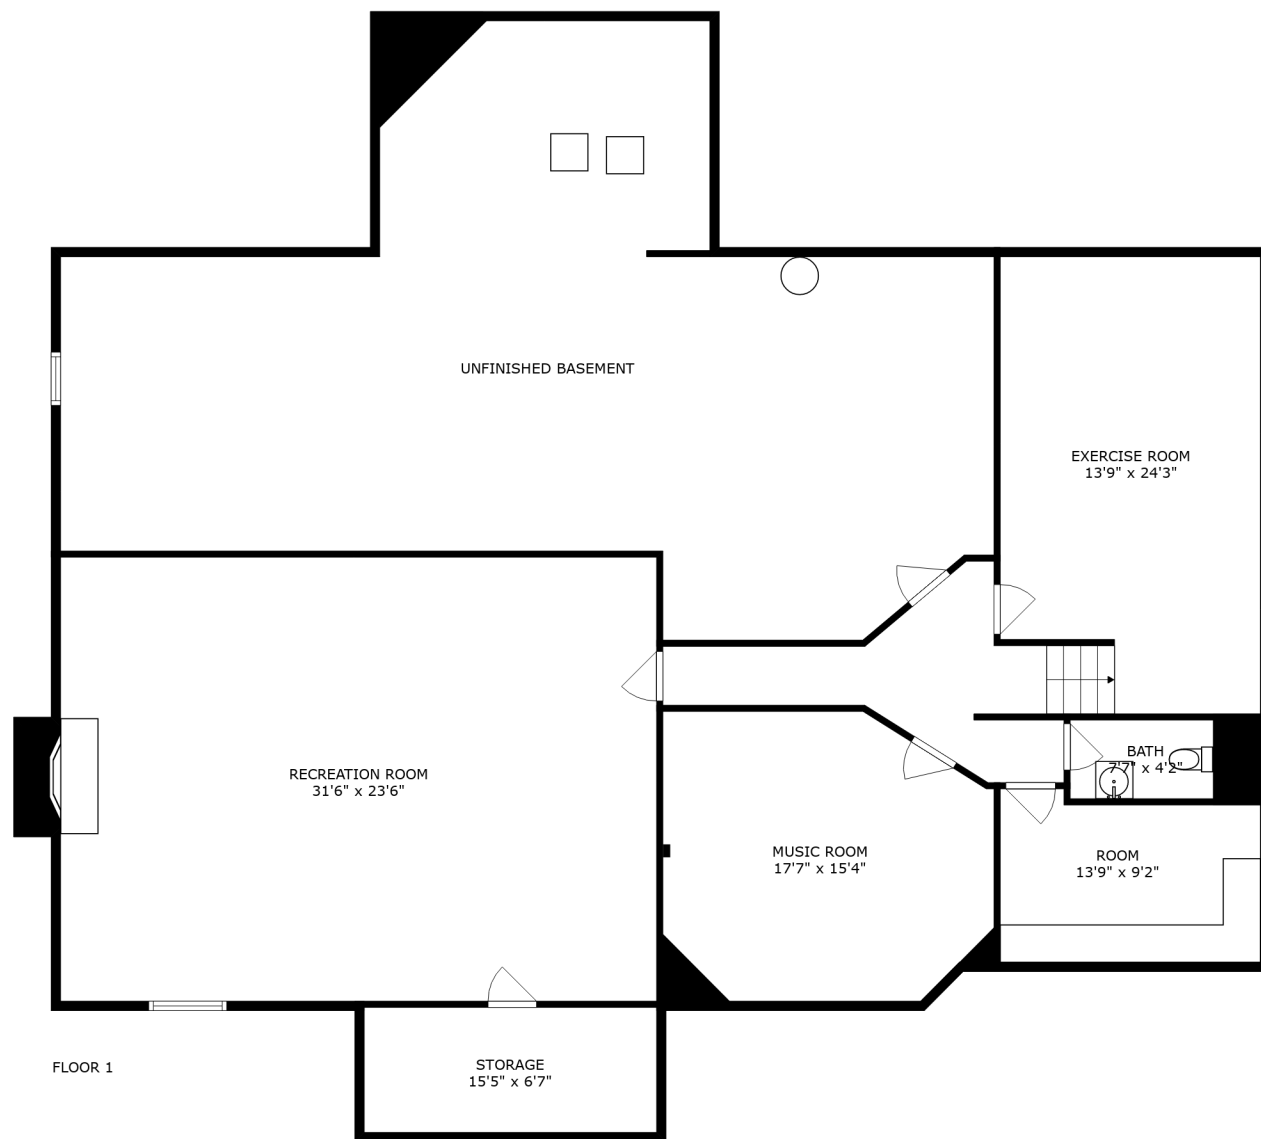 UNFINISHED BASEMENT
EXERCISE ROOM
13'9" x 24'3"
RECREATION ROOM
31'6" x 23'6"
BATH
7'7" x 4'2"
MUSIC ROOM
17'7" x 15'4"
ROOM
13'9" x 9'2"
STORAGE
15'5" x 6'7"
FLOOR 1